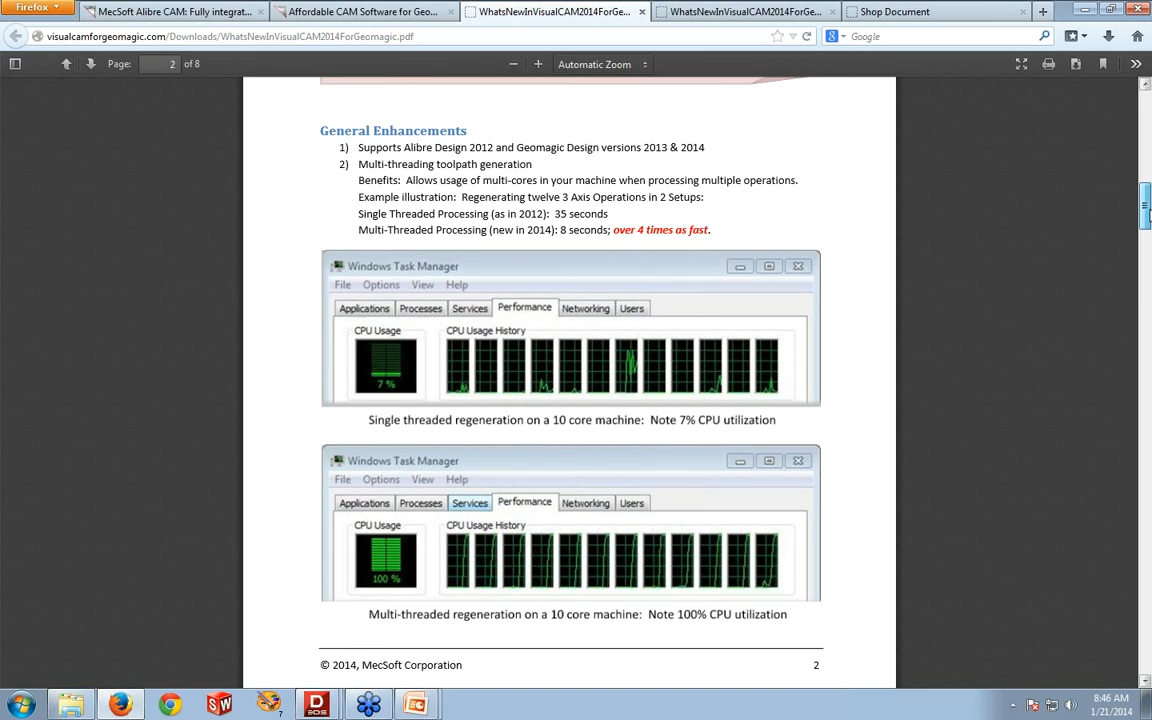 Firefox
MecSoft Alibre CAM: Fully integrat...
Affordable CAM Software for Geo...
WhatsNewInVisualCAM2014ForGe...
WhatsNewInVisualCAM2014ForGe...
Shop Document
visualcamforgeomagic.com/Downloads/WhatsNewInVisualCAM2014ForGeomagic.pdf
Google
Page: 2 of 8
Automatic Zoom
General Enhancements
1) Supports Alibre Design 2012 and Geomagic Design versions 2013 & 2014
2) Multi-threading toolpath generation
Benefits: Allows usage of multi-cores in your machine when processing multiple operations.
Example illustration: Regenerating twelve 3 Axis Operations in 2 Setups:
Single Threaded Processing (as in 2012): 35 seconds
Multi-Threaded Processing (new in 2014): 8 seconds; over 4 times as fast.
Windows Task Manager
File Options View Help
Applications Processes Services Performance Networking Users
CPU Usage CPU Usage History
7 %
Single threaded regeneration on a 10 core machine: Note 7% CPU utilization
Windows Task Manager
File Options View Help
Applications Processes Services Performance Networking Users
CPU Usage CPU Usage History
100 %
Multi-threaded regeneration on a 10 core machine: Note 100% CPU utilization
© 2014, MecSoft Corporation 2
8:46 AM
1/21/2014